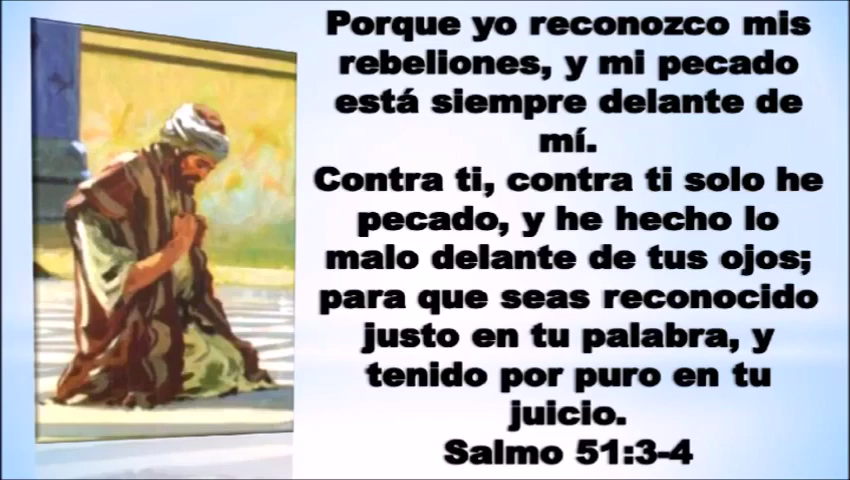 Porque yo reconozco mis
rebeliones, y mi pecado
está siempre delante de
mí.
Contra ti, contra ti solo he
pecado, y he hecho lo
malo delante de tus ojos;
para que seas reconocido
justo en tu palabra, y
tenido por puro en tu
juicio.
Salmo 51:3-4